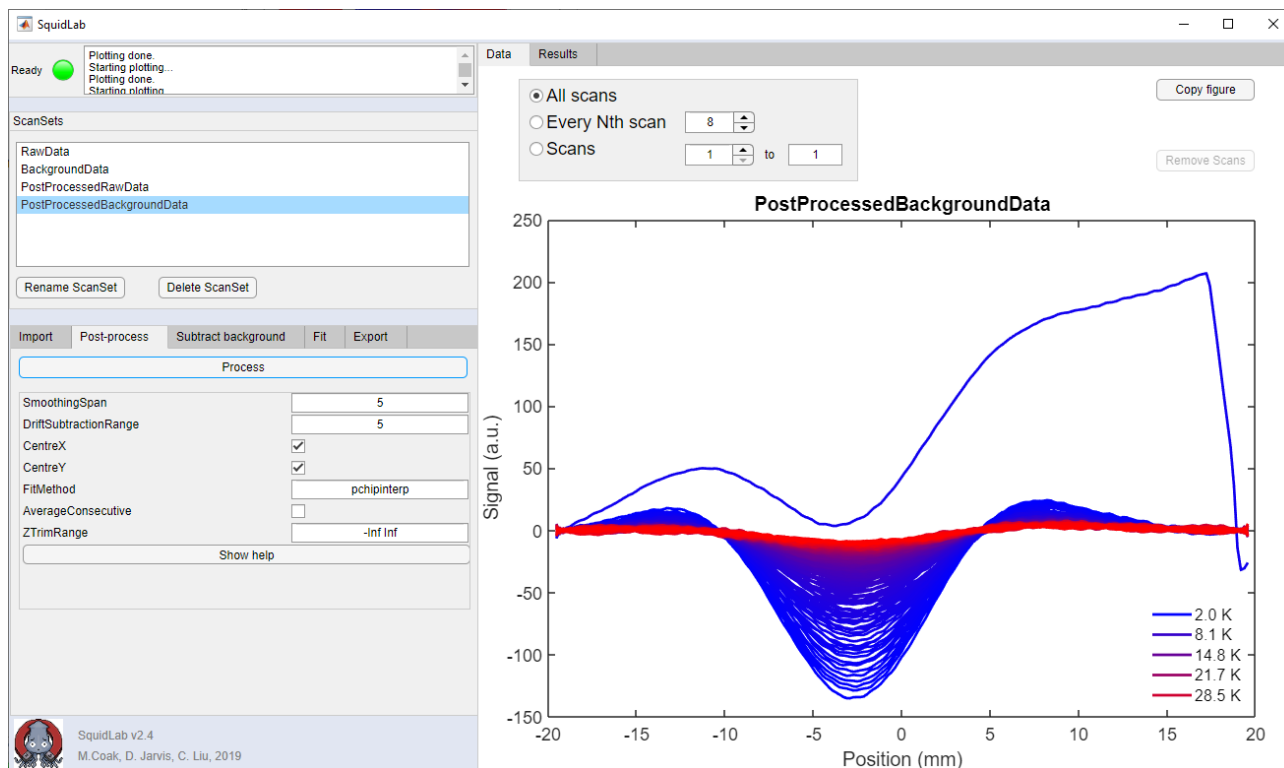 SquidLab
Ready
Plotting done.
Starting plotting...
Plotting done.
Starting plotting
ScanSets
RawData
BackgroundData
PostProcessedRawData
PostProcessedBackgroundData
Rename ScanSet
Delete ScanSet
Import
Post-process
Subtract background
Fit
Export
Process
SmoothingSpan
5
DriftSubtractionRange
5
CentreX
CentreY
FitMethod
pchipinterp
AverageConsecutive
ZTrimRange
-Inf Inf
Show help
SquidLab v2.4
M.Coak, D. Jarvis, C. Liu, 2019
Data
Results
All scans
Every Nth scan
8
Scans
1
to
1
Copy figure
Remove Scans
PostProcessedBackgroundData
250
200
150
100
50
0
-50
-100
-150
Signal (a.u.)
2.0 K
8.1 K
14.8 K
21.7 K
28.5 K
-20
-15
-10
-5
0
5
10
15
20
Position (mm)